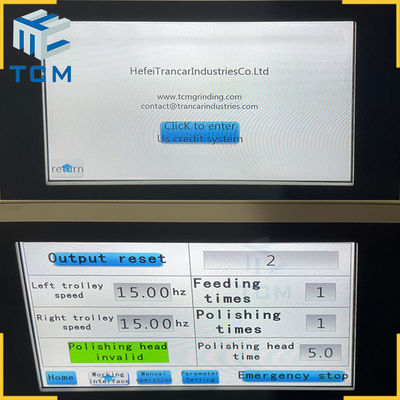 TCM
HefeiTrancarIndustriesCo.Ltd
www.tcmgrinding.com
contact@trancarindustries.com
Click to enter
Us credit system
return
Output reset
2
Left trolley speed 15.00 hz
Feeding times 1
Right trolley speed 15.00 hz
Polishing times 1
Polishing head invalid
Polishing head time 5.0
Home
Working interface
Manual operation
Parameter Setting
Emergency stop
TCM